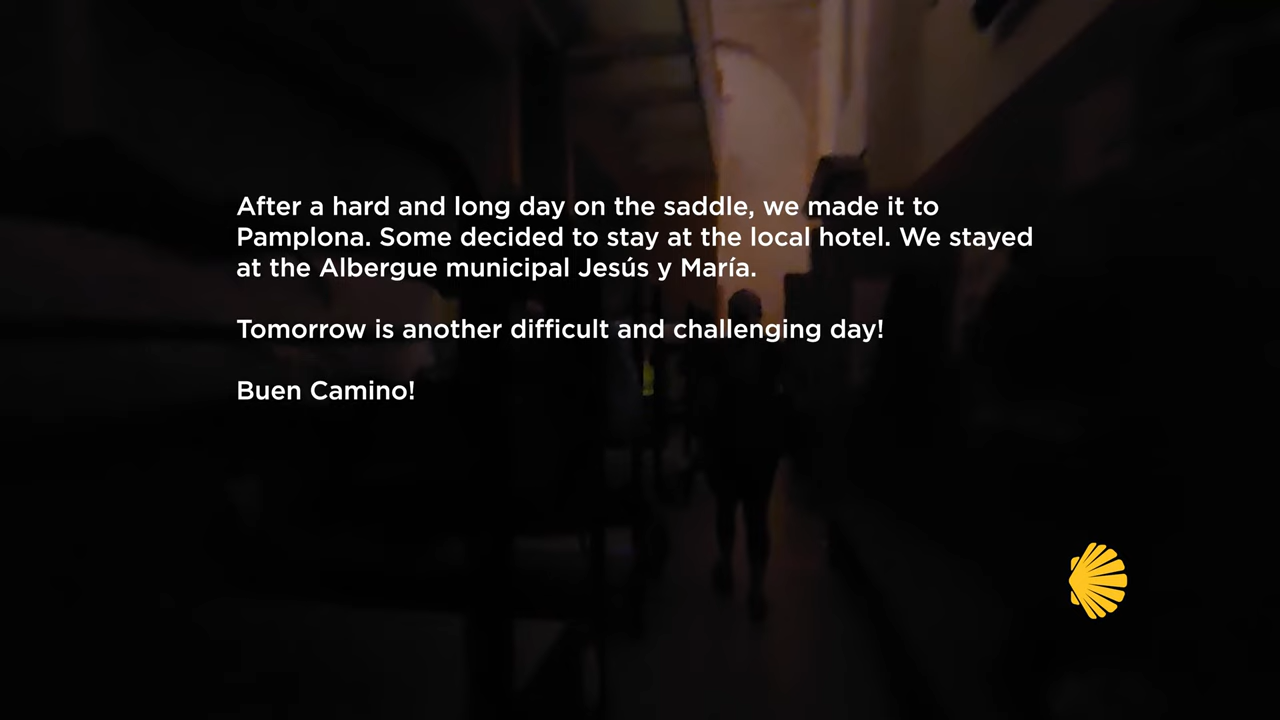 After a hard and long day on the saddle, we made it to
Pamplona. Some decided to stay at the local hotel. We stayed
at the Albergue municipal Jesús y María.
Tomorrow is another difficult and challenging day!
Buen Camino!